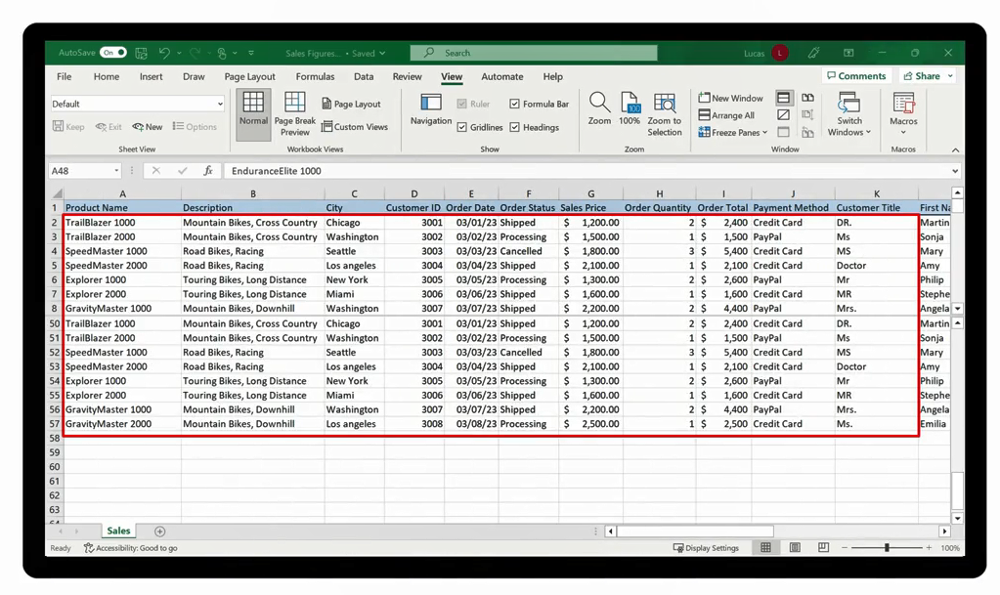 AutoSave On Sales Figures... • Saved Search Lucas L
File Home Insert Draw Page Layout Formulas Data Review View Automate Help Comments Share
Default
Keep Exit New Options
Sheet View
Normal Page Break Preview Page Layout Custom Views
Workbook Views
Navigation Ruler Formula Bar Gridlines Headings
Show
Zoom 100% Zoom to Selection
Zoom
New Window Arrange All Freeze Panes Switch Windows
Window
Macros
Macros
A48 fx EnduranceElite 1000
A B C D E F G H I J K
1 Product Name Description City Customer ID Order Date Order Status Sales Price Order Quantity Order Total Payment Method Customer Title First Na
2 TrailBlazer 1000 Mountain Bikes, Cross Country Chicago 3001 03/01/23 Shipped $ 1,200.00 2 $ 2,400 Credit Card DR. Martin
3 TrailBlazer 2000 Mountain Bikes, Cross Country Washington 3002 03/02/23 Processing $ 1,500.00 1 $ 1,500 PayPal Ms Sonja
4 SpeedMaster 1000 Road Bikes, Racing Seattle 3003 03/03/23 Cancelled $ 1,800.00 3 $ 5,400 Credit Card MS Mary
5 SpeedMaster 2000 Road Bikes, Racing Los angeles 3004 03/04/23 Shipped $ 2,100.00 1 $ 2,100 Credit Card Doctor Amy
6 Explorer 1000 Touring Bikes, Long Distance New York 3005 03/05/23 Processing $ 1,300.00 2 $ 2,600 PayPal Mr Philip
7 Explorer 2000 Touring Bikes, Long Distance Miami 3006 03/06/23 Shipped $ 1,600.00 1 $ 1,600 Credit Card MR Stephe
8 GravityMaster 1000 Mountain Bikes, Downhill Washington 3007 03/07/23 Shipped $ 2,200.00 2 $ 4,400 PayPal Mrs. Angela
50 TrailBlazer 1000 Mountain Bikes, Cross Country Chicago 3001 03/01/23 Shipped $ 1,200.00 2 $ 2,400 Credit Card DR. Martin
51 TrailBlazer 2000 Mountain Bikes, Cross Country Washington 3002 03/02/23 Processing $ 1,500.00 1 $ 1,500 PayPal Ms Sonja
52 SpeedMaster 1000 Road Bikes, Racing Seattle 3003 03/03/23 Cancelled $ 1,800.00 3 $ 5,400 Credit Card MS Mary
53 SpeedMaster 2000 Road Bikes, Racing Los angeles 3004 03/04/23 Shipped $ 2,100.00 1 $ 2,100 Credit Card Doctor Amy
54 Explorer 1000 Touring Bikes, Long Distance New York 3005 03/05/23 Processing $ 1,300.00 2 $ 2,600 PayPal Mr Philip
55 Explorer 2000 Touring Bikes, Long Distance Miami 3006 03/06/23 Shipped $ 1,600.00 1 $ 1,600 Credit Card MR Stephe
56 GravityMaster 1000 Mountain Bikes, Downhill Washington 3007 03/07/23 Shipped $ 2,200.00 2 $ 4,400 PayPal Mrs. Angela
57 GravityMaster 2000 Mountain Bikes, Downhill Los angeles 3008 03/08/23 Processing $ 2,500.00 1 $ 2,500 Credit Card Ms. Emilia
58
59
60
61
62
63
64
Sales
Ready Accessibility: Good to go Display Settings 100%